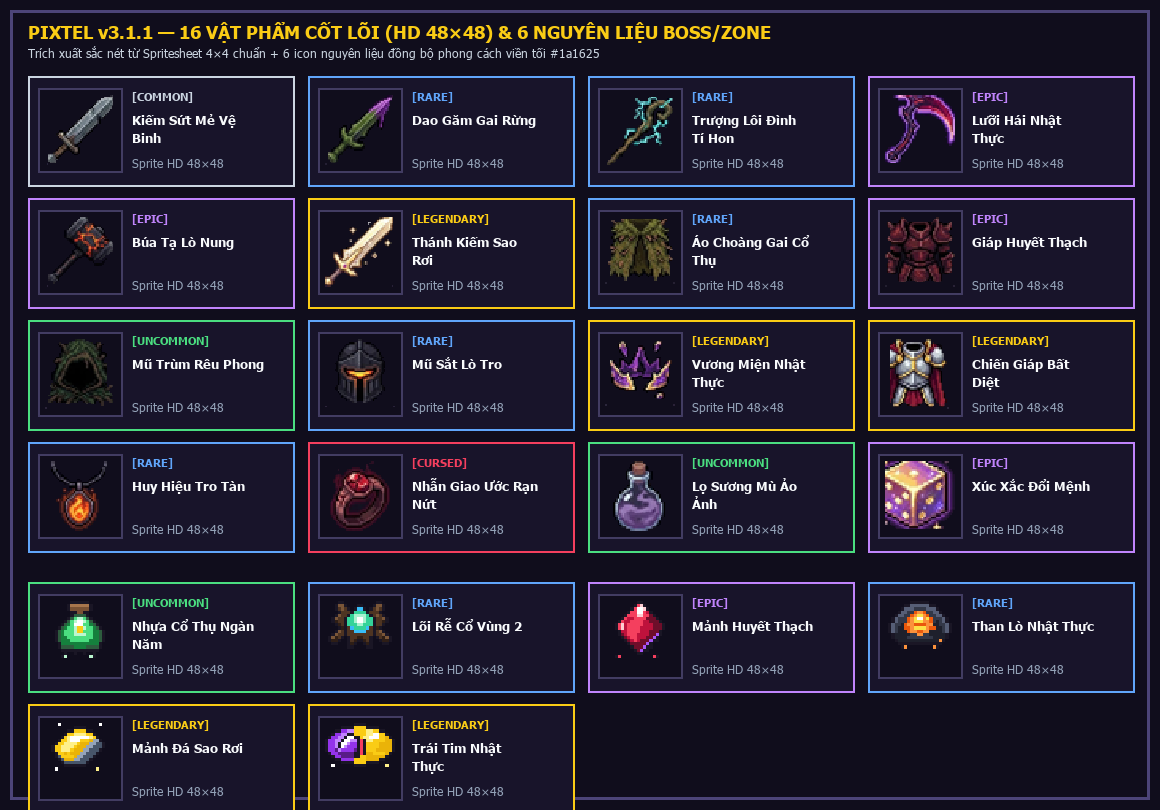 PIXTEL v3.1.1 — 16 VẬT PHẨM CỐT LÕI (HD 48×48) & 6 NGUYÊN LIỆU BOSS/ZONE
Trích xuất sắc nét từ Spritesheet 4×4 chuẩn + 6 icon nguyên liệu đồng bộ phong cách viền tối #1a1625
[COMMON]
Kiếm Sứt Mẻ Vệ
Binh
Sprite HD 48×48
[RARE]
Dao Găm Gai Rừng
Sprite HD 48×48
[RARE]
Trượng Lôi Đình
Tí Hon
Sprite HD 48×48
[EPIC]
Lưỡi Hái Nhật
Thực
Sprite HD 48×48
[EPIC]
Búa Tạ Lò Nung
Sprite HD 48×48
[LEGENDARY]
Thánh Kiếm Sao
Rơi
Sprite HD 48×48
[RARE]
Áo Choàng Gai Cổ
Thụ
Sprite HD 48×48
[EPIC]
Giáp Huyết Thạch
Sprite HD 48×48
[UNCOMMON]
Mũ Trùm Rêu Phong
Sprite HD 48×48
[RARE]
Mũ Sắt Lò Tro
Sprite HD 48×48
[LEGENDARY]
Vương Miện Nhật
Thực
Sprite HD 48×48
[LEGENDARY]
Chiến Giáp Bất
Diệt
Sprite HD 48×48
[RARE]
Huy Hiệu Tro Tàn
Sprite HD 48×48
[CURSED]
Nhẫn Giao Ước Rạn
Nứt
Sprite HD 48×48
[UNCOMMON]
Lọ Sương Mù Ảo
Ảnh
Sprite HD 48×48
[EPIC]
Xúc Xắc Đổi Mệnh
Sprite HD 48×48
[UNCOMMON]
Nhựa Cổ Thụ Ngàn
Năm
Sprite HD 48×48
[RARE]
Lõi Rễ Cổ Vùng 2
Sprite HD 48×48
[EPIC]
Mảnh Huyết Thạch
Sprite HD 48×48
[RARE]
Than Lò Nhật Thực
Sprite HD 48×48
[LEGENDARY]
Mảnh Đá Sao Rơi
Sprite HD 48×48
[LEGENDARY]
Trái Tim Nhật
Thực
Sprite HD 48×48